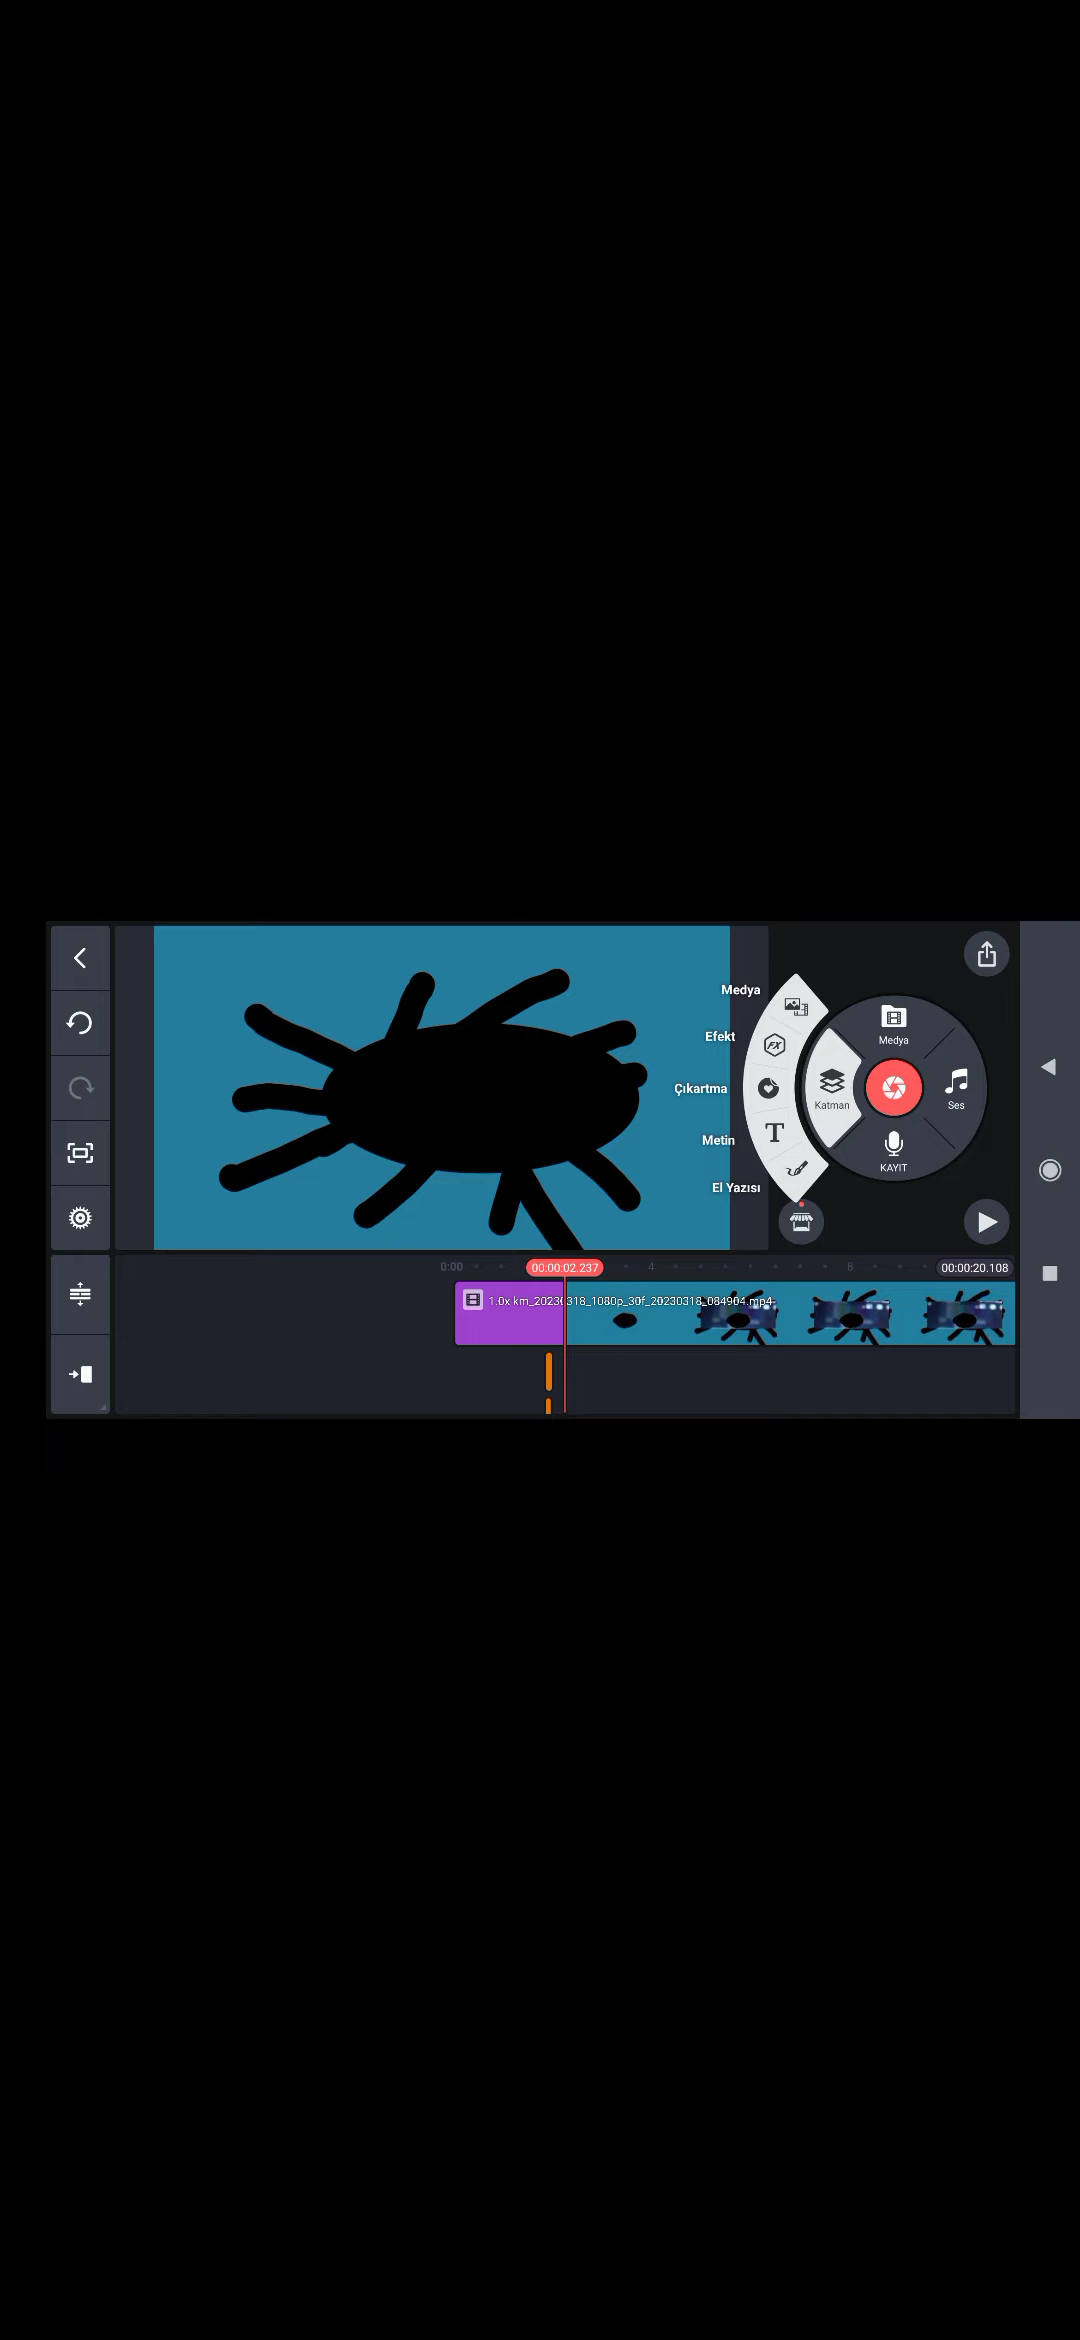 Medya
Efekt
Çıkartma
Metin
El Yazısı
Medya
Katman
Ses
KAYIT
FX
T
0:00
00:00:02.237
4
8
00:00:20.108
1.0x km_20230318_1080p_30f_20230318_084904.mp4